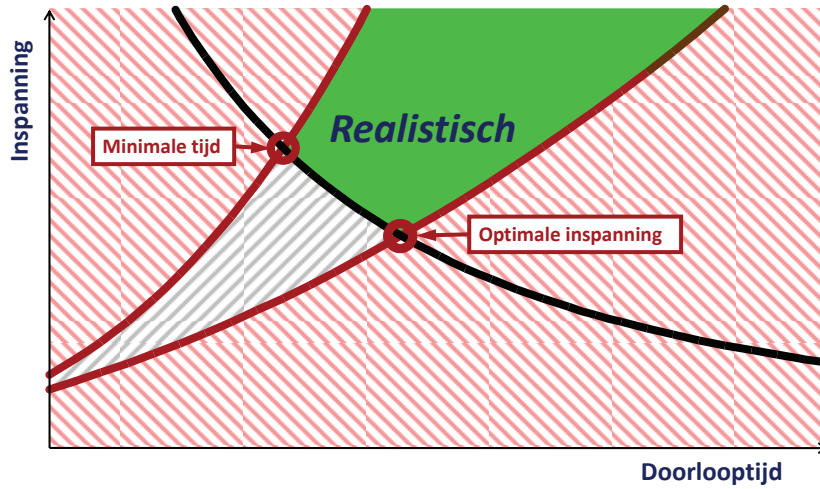 Inspanning
Realistisch
Minimale tijd
Optimale inspanning
Doorlooptijd